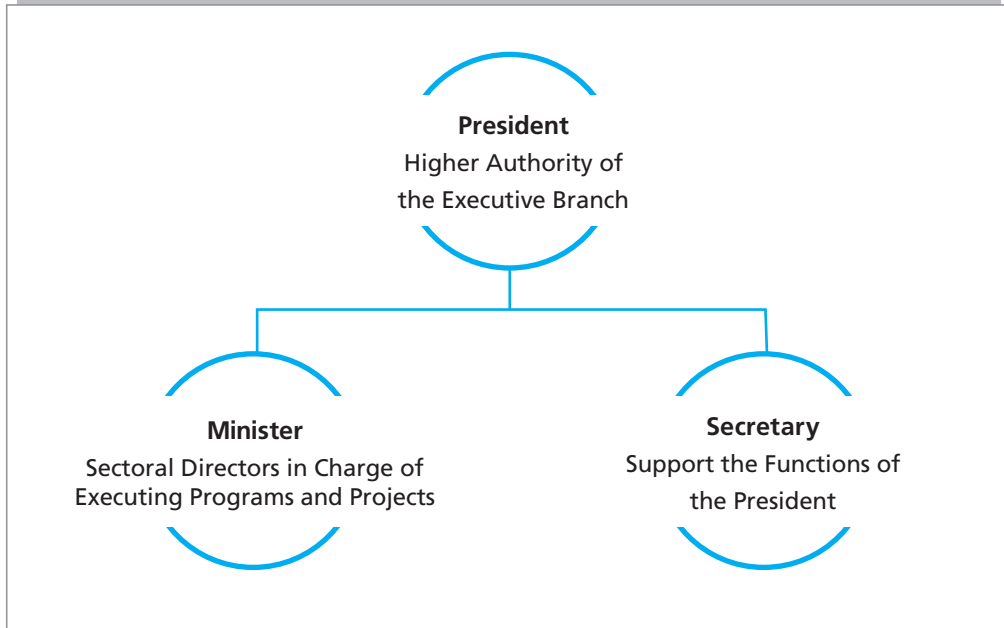 President
Higher Authority of
the Executive Branch
Minister
Sectoral Directors in Charge of
Executing Programs and Projects
Secretary
Support the Functions of
the President